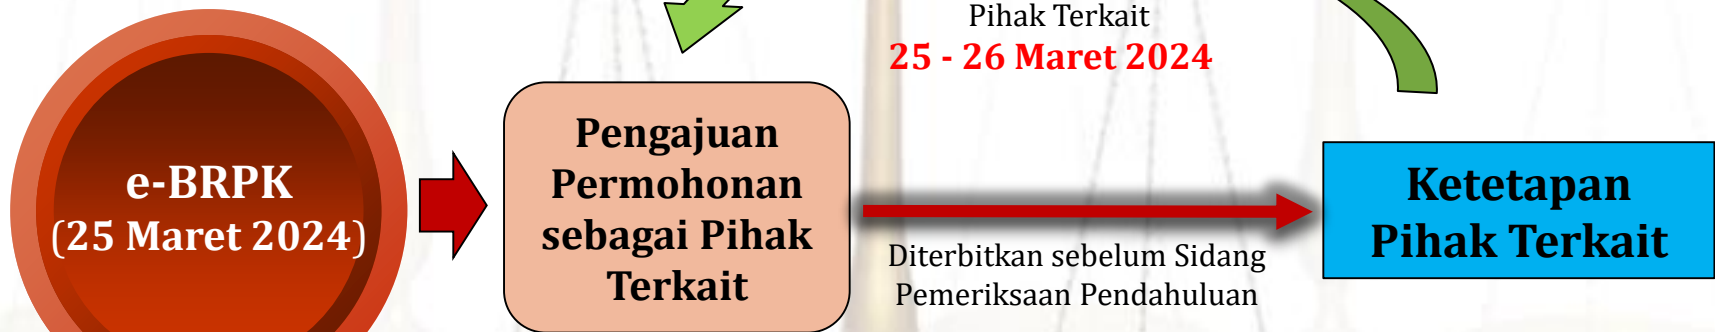 Pihak Terkait
25 - 26 Maret 2024
e-BRPK
(25 Maret 2024)
Pengajuan
Permohonan
sebagai Pihak
Terkait
Diterbitkan sebelum Sidang
Pemeriksaan Pendahuluan
Ketetapan
Pihak Terkait